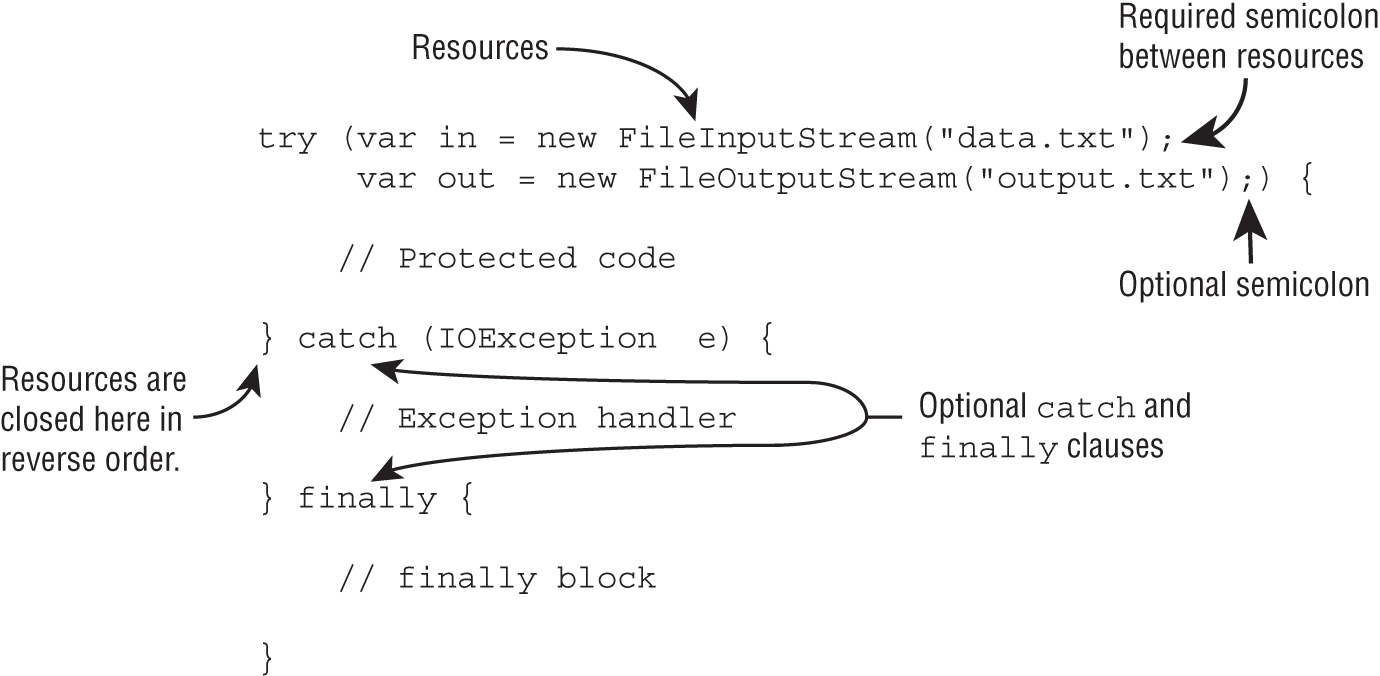 Resources
Required semicolon
between resources
try (var in = new FileInputStream("data.txt");
var out = new FileOutputStream("output.txt");) {
// Protected code
Optional semicolon
} catch (IOException e) {
Resources are
closed here in
reverse order.
// Exception handler
Optional catch and
finally clauses
} finally {
// finally block
}